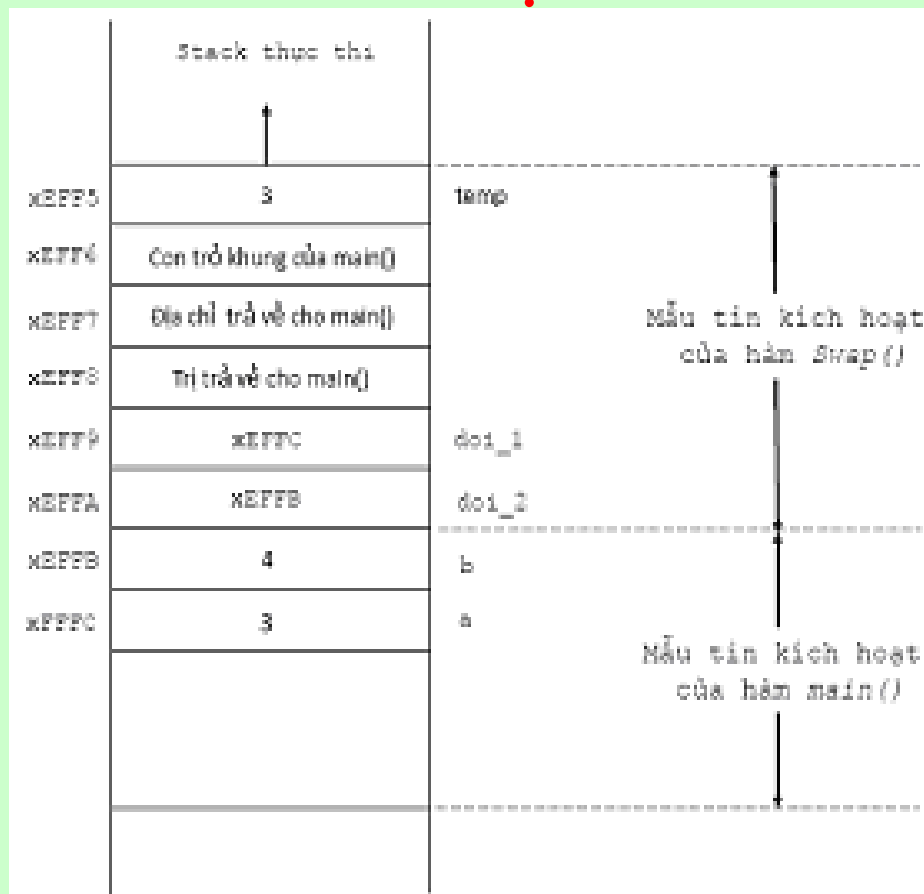 Stack thực thi
xEFF5 3 temp
xEFF6 Con trỏ khung của main()
xEFF7 Địa chỉ trả về cho main()
xEFF8 Trị trả về cho main()
xEFF9 xEFFC doi_1
xEFFA xEFFB doi_2
xEFFB 4 b
xEFFC 3 a
Mẫu tin kích hoạt
của hàm Swap()
Mẫu tin kích hoạt
của hàm main()